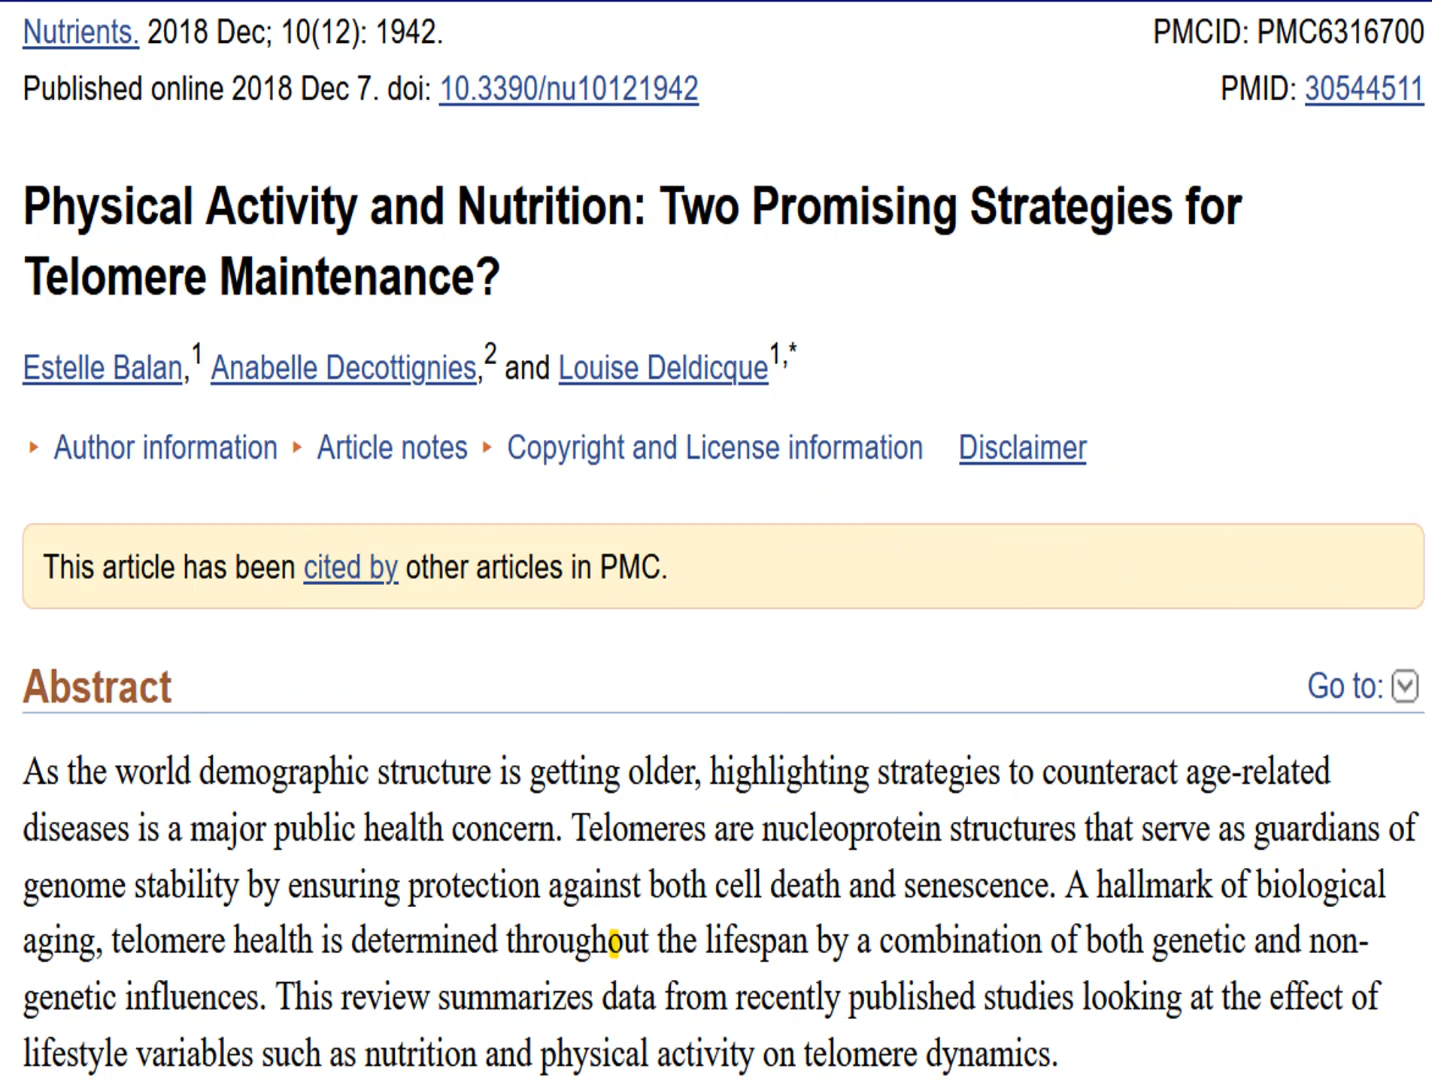 Nutrients. 2018 Dec; 10(12): 1942.
PMCID: PMC6316700
Published online 2018 Dec 7. doi: 10.3390/nu10121942
PMID: 30544511
Physical Activity and Nutrition: Two Promising Strategies for
Telomere Maintenance?
Estelle Balan,1 Anabelle Decottignies,2 and Louise Deldicque1,*
Author information Article notes Copyright and License information Disclaimer
This article has been cited by other articles in PMC.
Abstract
Go to:
As the world demographic structure is getting older, highlighting strategies to counteract age-related
diseases is a major public health concern. Telomeres are nucleoprotein structures that serve as guardians of
genome stability by ensuring protection against both cell death and senescence. A hallmark of biological
aging, telomere health is determined throughout the lifespan by a combination of both genetic and non-
genetic influences. This review summarizes data from recently published studies looking at the effect of
lifestyle variables such as nutrition and physical activity on telomere dynamics.